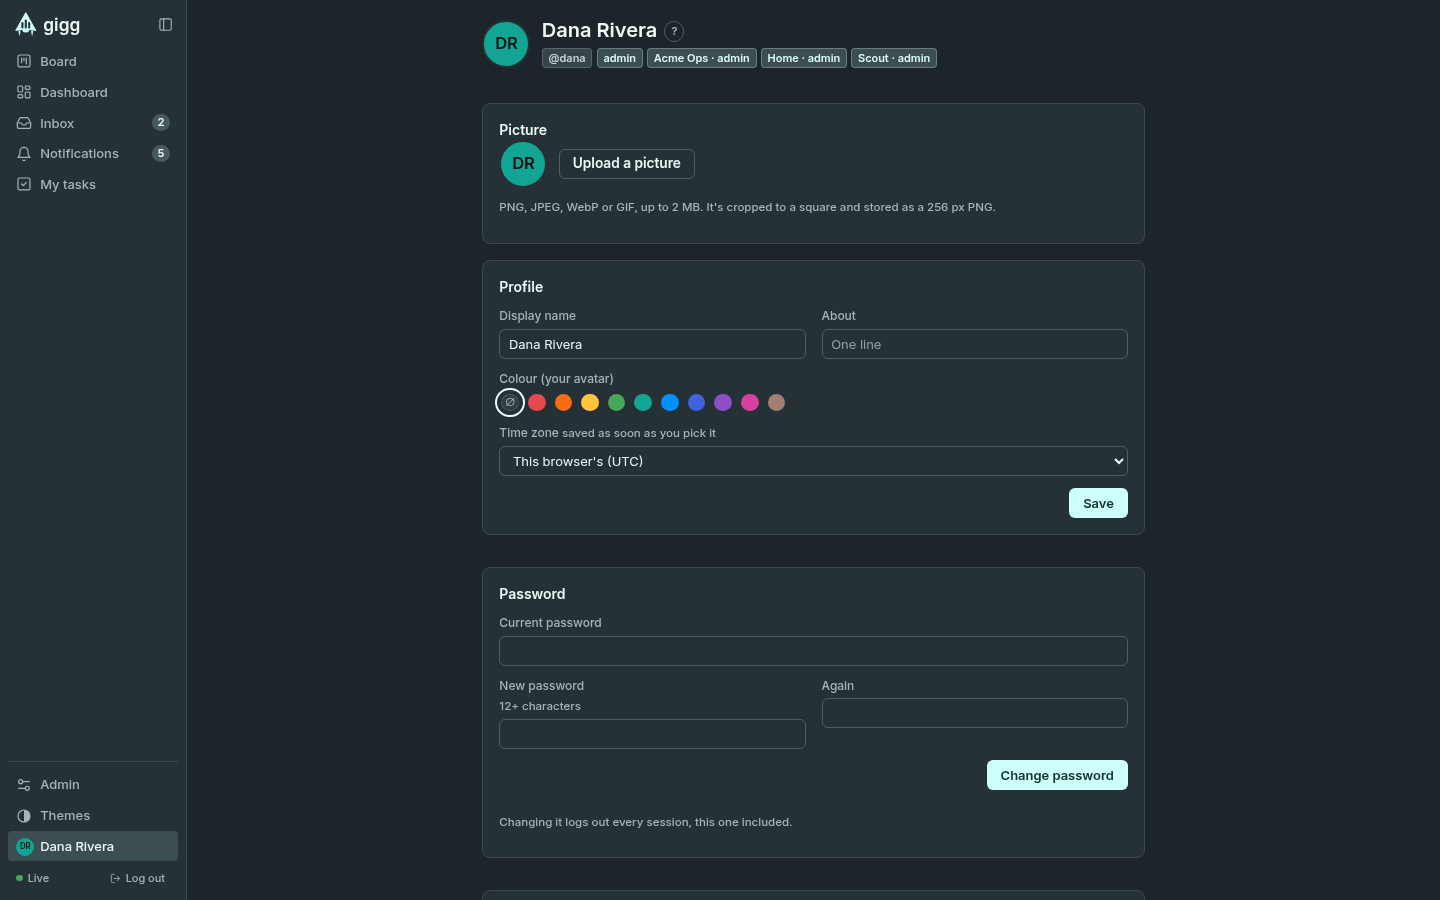 gigg
Board
Dashboard
Inbox 2
Notifications 5
My tasks
Admin
Themes
DR Dana Rivera
Live Log out
DR
Dana Rivera ?
@dana admin Acme Ops · admin Home · admin Scout · admin
Picture
DR Upload a picture
PNG, JPEG, WebP or GIF, up to 2 MB. It's cropped to a square and stored as a 256 px PNG.
Profile
Display name About
Dana Rivera One line
Colour (your avatar)
Time zone saved as soon as you pick it
This browser's (UTC)
Save
Password
Current password
New password Again
12+ characters
Change password
Changing it logs out every session, this one included.